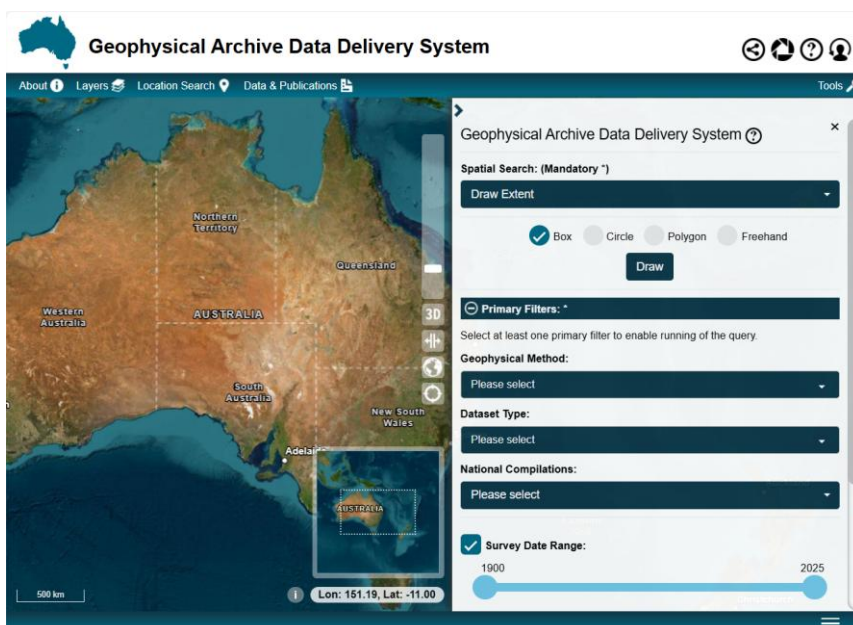 Geophysical Archive Data Delivery System
About Layers Location Search Data & Publications Tools
Northern
Territory
Queensland
Western
Australia
AUSTRALIA
South
Australia
New South
Wales
Adelaide
3D
AUSTRALIA
500 km
Lon: 151.19, Lat: -11.00
Geophysical Archive Data Delivery System
Spatial Search: (Mandatory *)
Draw Extent
Box Circle Polygon Freehand
Draw
Primary Filters: *
Select at least one primary filter to enable running of the query.
Geophysical Method:
Please select
Dataset Type:
Please select
National Compilations:
Please select
Survey Date Range:
1900 2025